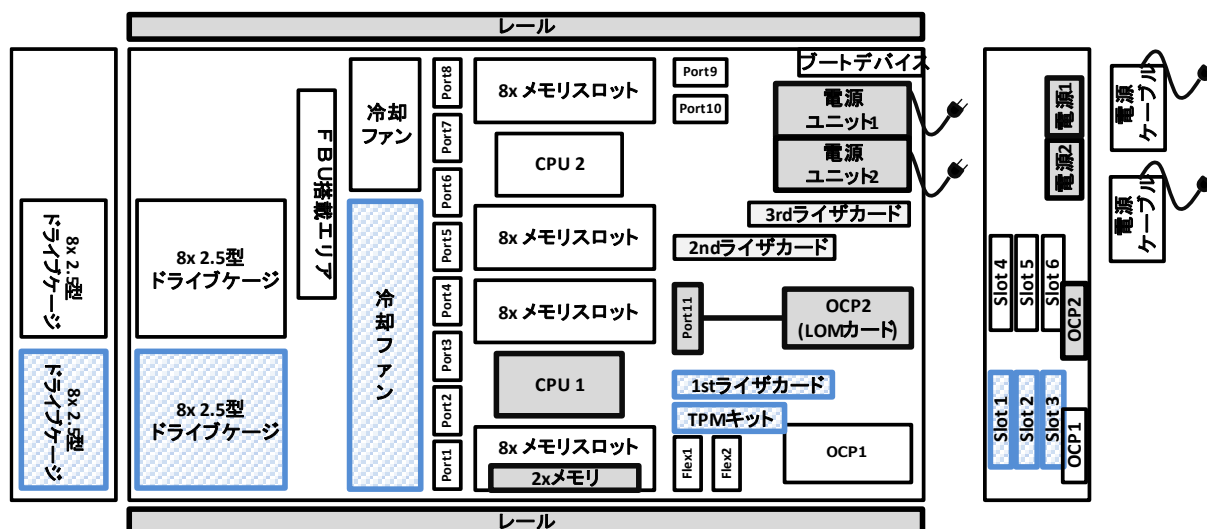 レール
8x 2.5型
ドライブケージ
8x 2.5型
ドライブケージ
8x 2.5型
ドライブケージ
8x 2.5型
ドライブケージ
FBU搭載エリア
冷却
ファン
冷却ファン
Port8
Port7
Port6
Port5
Port4
Port3
Port2
Port1
8x メモリスロット
CPU 2
8x メモリスロット
8x メモリスロット
CPU 1
8x メモリスロット
2xメモリ
Port9
Port10
ブートデバイス
電源
ユニット1
電源
ユニット2
3rdライザカード
2ndライザカード
Port11
OCP2
(LOMカード)
1stライザカード
TPMキット
Flex1
Flex2
OCP1
電源1
電源2
Slot 4
Slot 5
Slot 6
OCP2
Slot 1
Slot 2
Slot 3
OCP1
電源
ケーブル
電源
ケーブル
レール